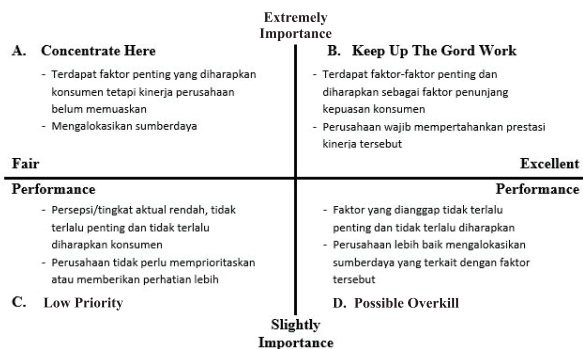 Extremely
Importance
A. Concentrate Here
- Terdapat faktor penting yang diharapkan
konsumen tetapi kinerja perusahaan
belum memuaskan
- Mengalokasikan sumberdaya
B. Keep Up The Gord Work
- Terdapat faktor-faktor penting dan
diharapkan sebagai faktor penunjang
kepuasan konsumen
- Perusahaan wajib mempertahankan prestasi
kinerja tersebut
Fair
Performance
Excellent
Performance
- Persepsi/tingkat aktual rendah, tidak
terlalu penting dan tidak terlalu
diharapkan konsumen
- Perusahaan tidak perlu memprioritaskan
atau memberikan perhatian lebih
C. Low Priority
- Faktor yang dianggap tidak terlalu
penting dan tidak terlalu diharapkan
- Perusahaan lebih baik mengalokasikan
sumberdaya yang terkait dengan faktor
tersebut
D. Possible Overkill
Slightly
Importance